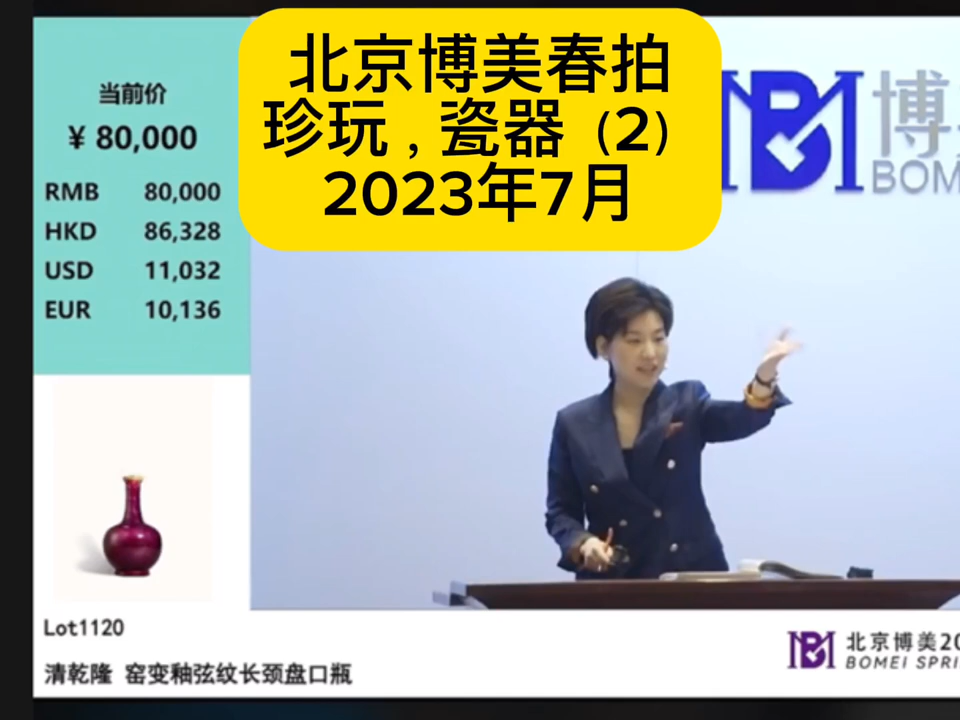 北京博美春拍
珍玩，瓷器（2）
2023年7月
当前价
¥ 80,000
RMB 80,000
HKD 86,328
USD 11,032
EUR 10,136
博
BOM
Lot1120
清乾隆 窑变釉弦纹长颈盘口瓶
北京博美20
BOMEI SPRI